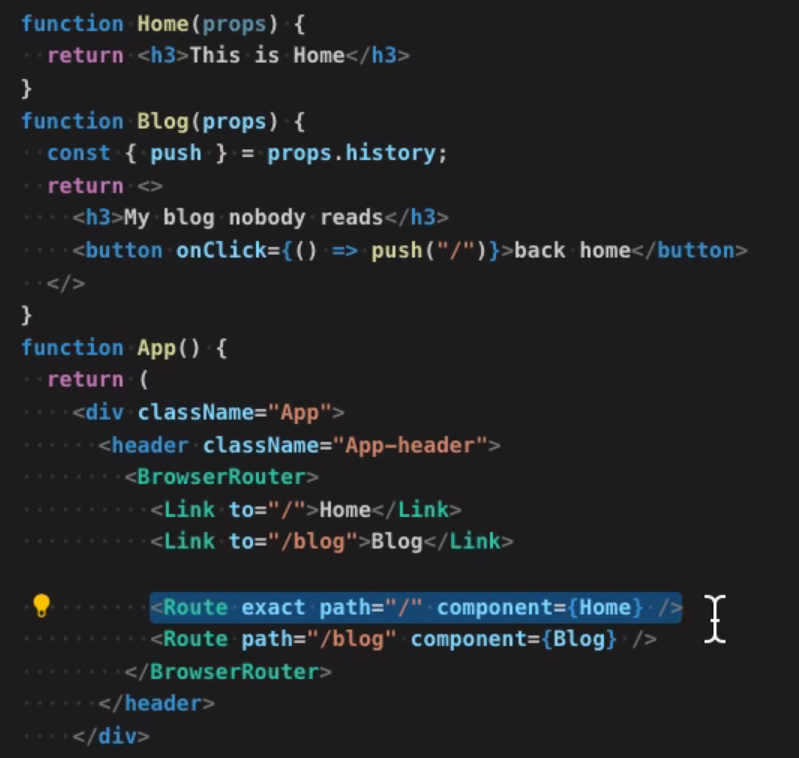 function Home(props) {
  return <h3>This is Home</h3>
}
function Blog(props) {
  const { push } = props.history;
  return <>
    <h3>My blog nobody reads</h3>
    <button onClick={() => push("/")}>back home</button>
  </>
}
function App() {
  return (
    <div className="App">
      <header className="App-header">
        <BrowserRouter>
          <Link to="/">Home</Link>
          <Link to="/blog">Blog</Link>

          <Route exact path="/" component={Home} />
          <Route path="/blog" component={Blog} />
        </BrowserRouter>
      </header>
    </div>